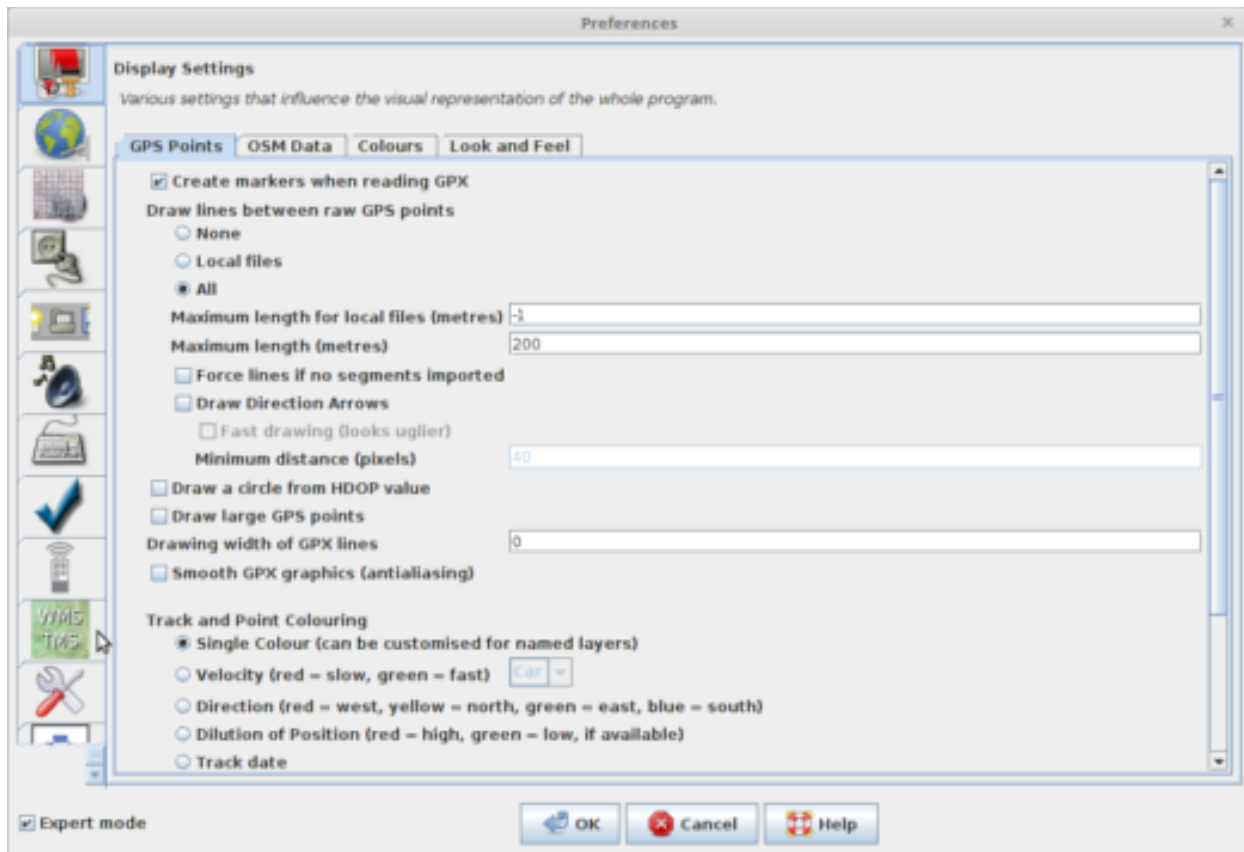 Preferences
Display Settings
Various settings that influence the visual representation of the whole program.
GPS Points OSM Data Colours Look and Feel
Create markers when reading GPX
Draw lines between raw GPS points
None
Local files
All
Maximum length for local files (metres) -1
Maximum length (metres) 200
Force lines if no segments imported
Draw Direction Arrows
Fast drawing (looks uglier)
Minimum distance (pixels) 40
Draw a circle from HDOP value
Draw large GPS points
Drawing width of GPX lines 0
Smooth GPX graphics (antialiasing)
WMS
TMS
Track and Point Colouring
Single Colour (can be customised for named layers)
Velocity (red = slow, green = fast) Car
Direction (red = west, yellow = north, green = east, blue = south)
Dilution of Position (red = high, green = low, if available)
Track date
Expert mode OK Cancel Help